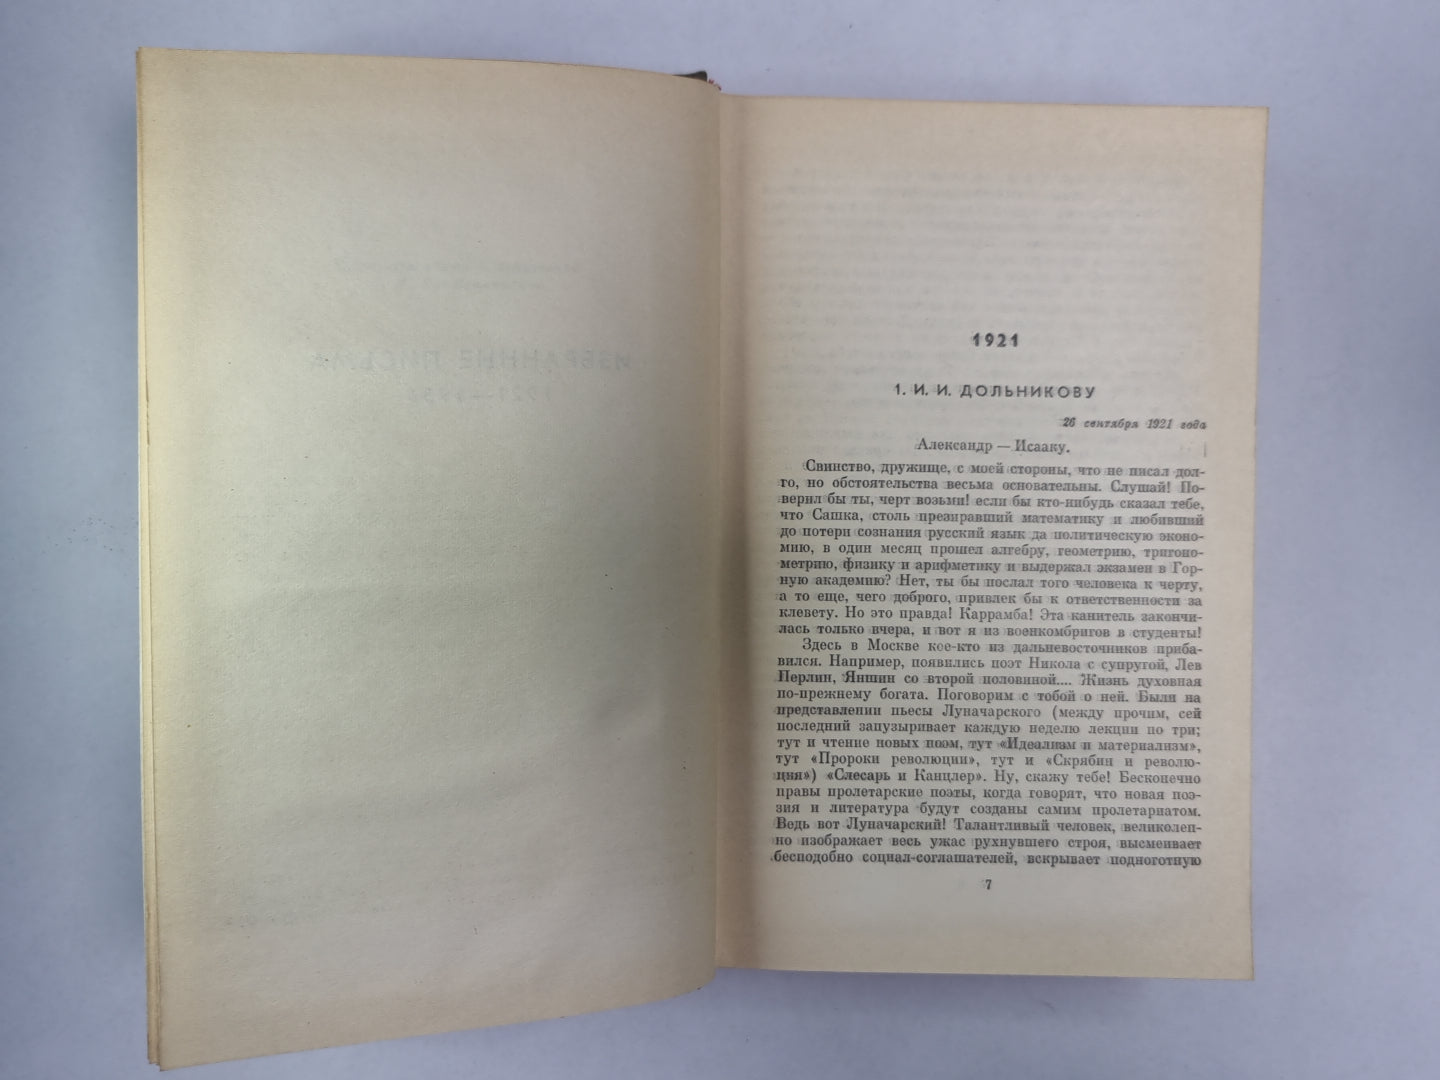 ИЗБРАННЫЕ ПИСЬМА
1921
1. И. И. ДОЛЬНИКОВУ
26 сентября 1921 года
Александр — Исааку.
Свинство, дружище, с моей стороны, что не писал дол-
го, но обстоятельства весьма основательны. Слушай! По-
верил бы ты, черт возьми! если бы кто-нибудь сказал тебе,
что Сашка, столь презиравший математику и любивший
до потери сознания русский язык да политическую эконо-
мию, в один месяц прошел алгебру, геометрию, тригоно-
метрию, физику и арифметику и выдержал экзамен в Гор-
ную академию? Нет, ты бы послал того человека к черту,
а то еще, чего доброго, привлек бы к ответственности за
клевету. Но это правда! Каррамба! Эта канитель закончи-
лась только вчера, и вот я из военкомбригов в студенты!
Здесь в Москве кое-кто из дальневосточников приба-
вился. Например, появились поэт Никола с супругой, Лев
Перлин, Яншин со второй половиной.... Жизнь духовная
по-прежнему богата. Поговорим с тобой о ней. Были на
представлении пьесы Луначарского (между прочим, сей
последний запузыривает каждую неделю лекции по три;
тут и чтение новых поэм, тут «Идеализм и материализм»,
тут «Пророки революции», тут и «Скрябин и револю-
ция») «Слесарь и Канцлер». Ну, скажу тебе! Бесконечно
правы пролетарские поэты, когда говорят, что новая поэ-
зия и литература будут созданы самим пролетариатом.
Ведь вот Луначарский! Талантливый человек, великолеп-
но изображает весь ужас рухнувшего строя, высмеивает
бесподобно социал-соглашателей, вскрывает подноготную
7